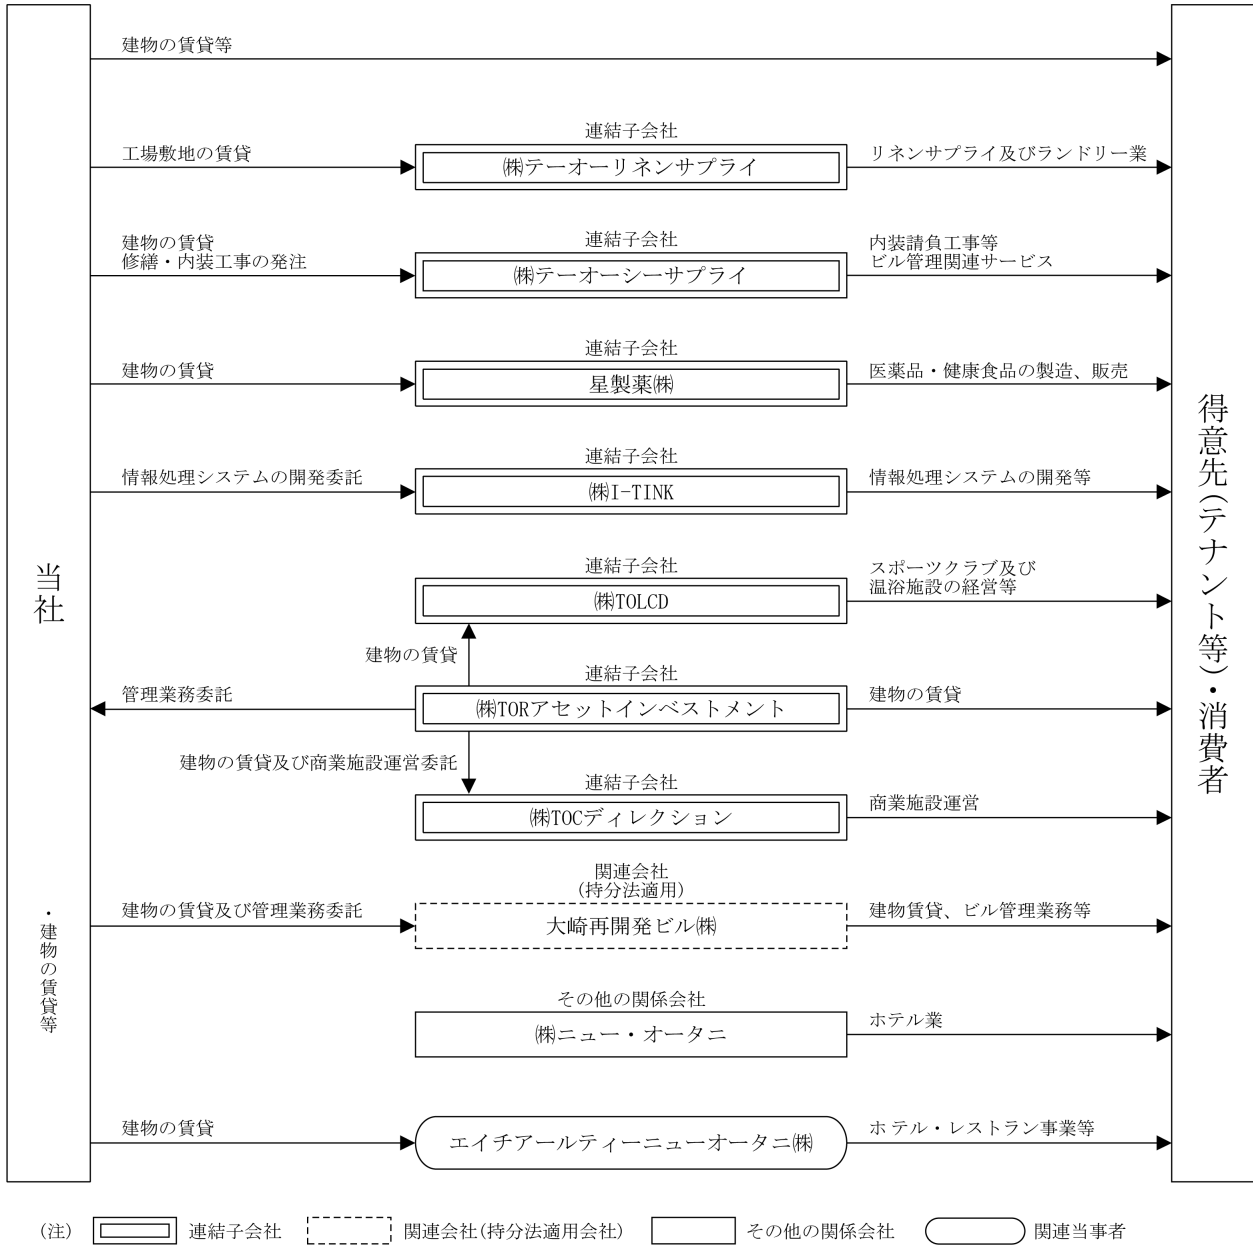 建物の賃貸等
連結子会社
工場敷地の賃貸
㈱テーオーリネンサプライ
リネンサプライ及びランドリー業
連結子会社
建物の賃貸
修繕・内装工事の発注
㈱テーオーシーサプライ
内装請負工事等
ビル管理関連サービス
連結子会社
建物の賃貸
星製薬㈱
医薬品・健康食品の製造、販売
連結子会社
情報処理システムの開発委託
㈱I-TINK
情報処理システムの開発等
当社
得意先(テナント等)・消費者
連結子会社
㈱TOLCD
スポーツクラブ及び
温浴施設の経営等
建物の賃貸
連結子会社
管理業務委託
㈱TORアセットインベストメント
建物の賃貸
建物の賃貸及び商業施設運営委託
連結子会社
㈱TOCディレクション
商業施設運営
関連会社
(持分法適用)
建物の賃貸及び管理業務委託
大崎再開発ビル㈱
建物賃貸、ビル管理業務等
・建物の賃貸等
その他の関係会社
㈱ニュー・オータニ
ホテル業
建物の賃貸
エイチアールティーニューオータニ㈱
ホテル・レストラン事業等
(注) 連結子会社 関連会社(持分法適用会社) その他の関係会社 関連当事者